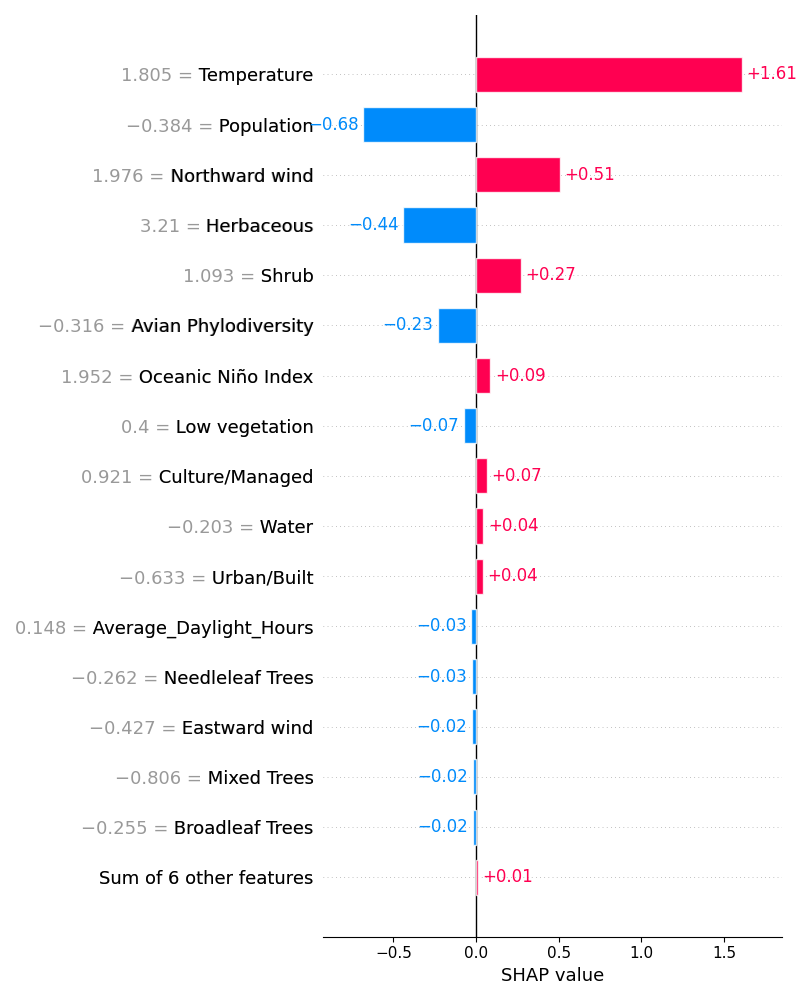 1.805 = Temperature +1.61
−0.384 = Population −0.68
1.976 = Northward wind +0.51
3.21 = Herbaceous −0.44
1.093 = Shrub +0.27
−0.316 = Avian Phylodiversity −0.23
1.952 = Oceanic Niño Index +0.09
0.4 = Low vegetation −0.07
0.921 = Culture/Managed +0.07
−0.203 = Water +0.04
−0.633 = Urban/Built +0.04
0.148 = Average_Daylight_Hours −0.03
−0.262 = Needleleaf Trees −0.03
−0.427 = Eastward wind −0.02
−0.806 = Mixed Trees −0.02
−0.255 = Broadleaf Trees −0.02
Sum of 6 other features +0.01
−0.5 0.0 0.5 1.0 1.5
SHAP value